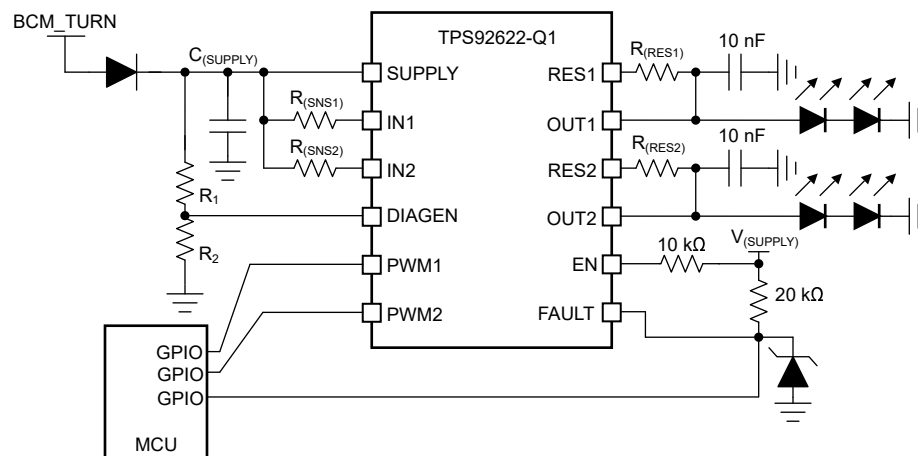 BCM_TURN
TPS92622-Q1
C(SUPPLY)
R(RES1)
10 nF
SUPPLY
RES1
R(SNS1)
IN1
OUT1
R(SNS2)
R(RES2)
10 nF
IN2
RES2
R1
DIAGEN
OUT2
R2
V(SUPPLY)
10 kΩ
PWM1
EN
20 kΩ
PWM2
FAULT
GPIO
GPIO
GPIO
MCU